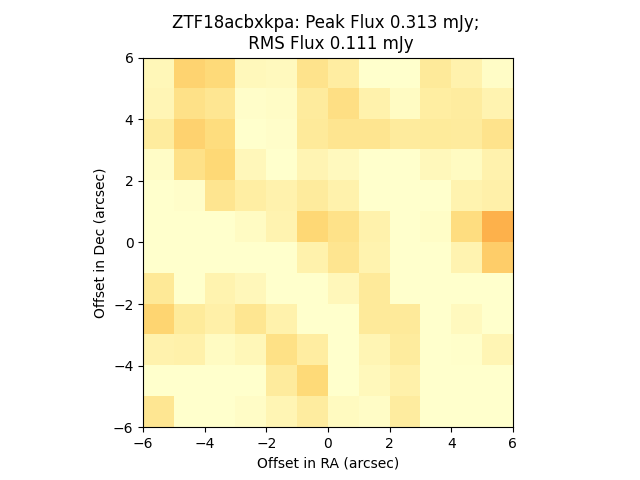 ZTF18acbxkpa: Peak Flux 0.313 mJy;
RMS Flux 0.111 mJy
6
4
2
0
−2
−4
−6
Offset in Dec (arcsec)
−6 −4 −2 0 2 4 6
Offset in RA (arcsec)